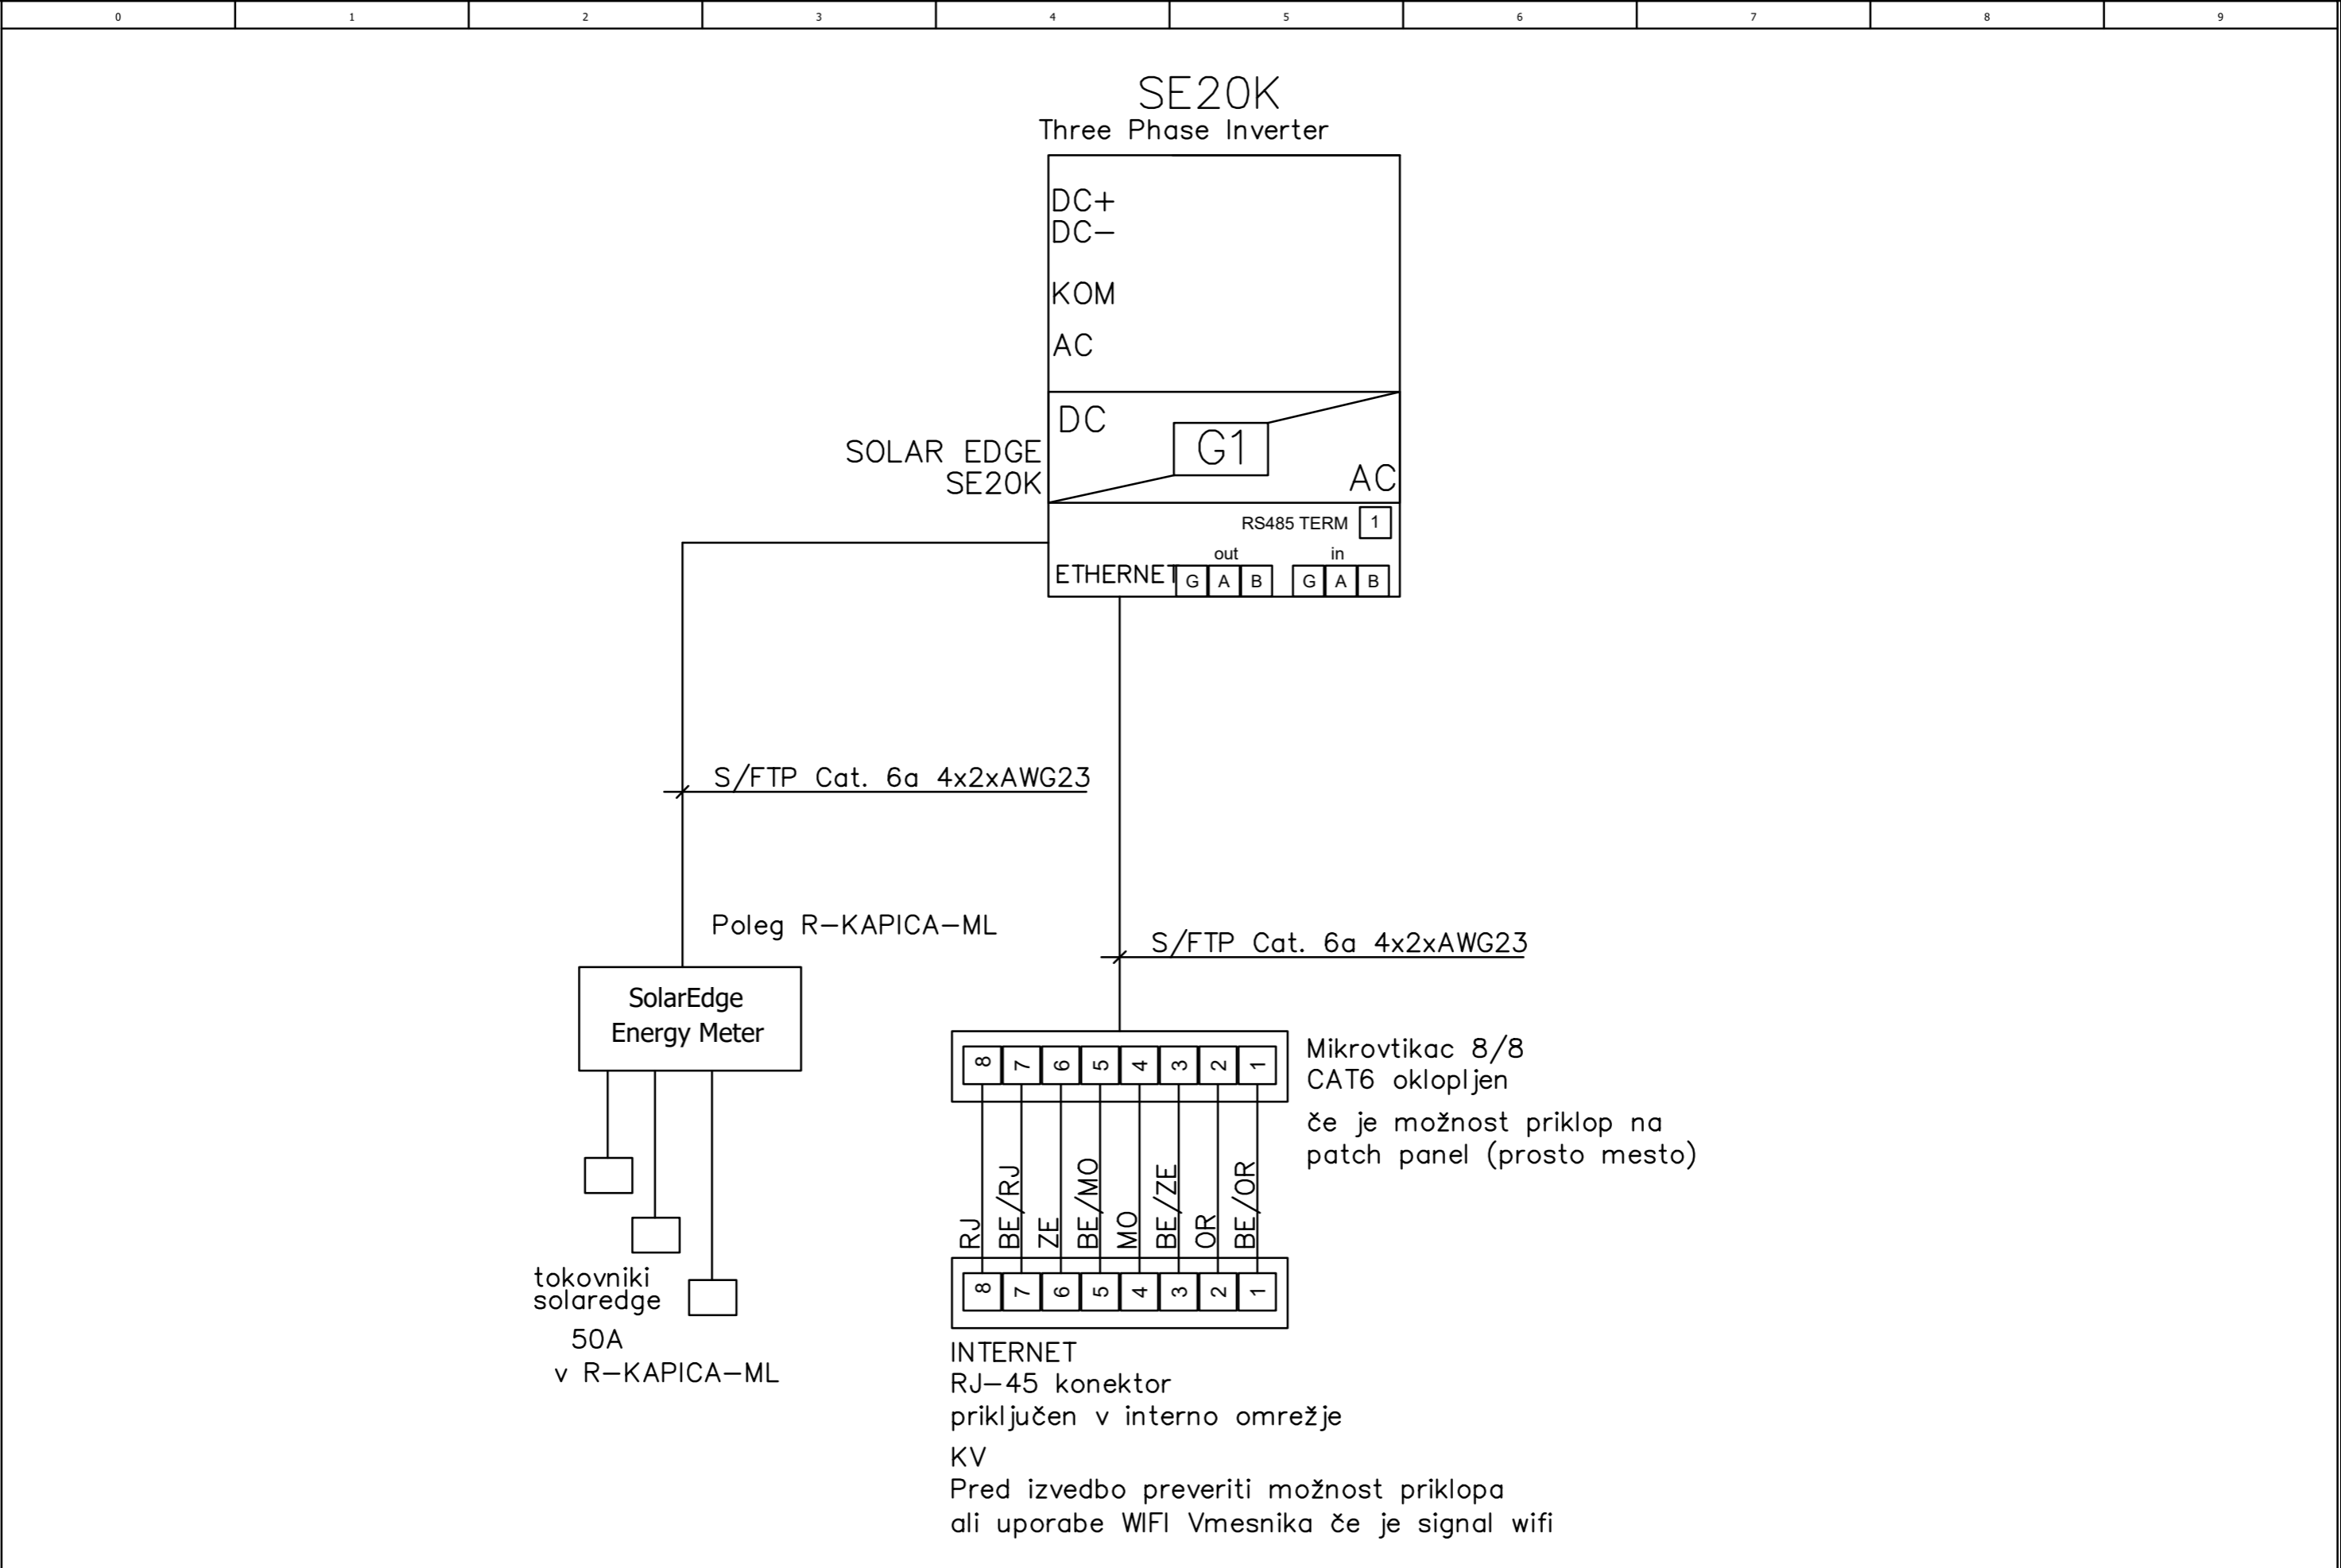 0 1 2 3 4 5 6 7 8 9
SE20K
Three Phase Inverter
DC+
DC-
KOM
AC
DC
G1
AC
SOLAR EDGE
SE20K
RS485 TERM 1
out in
ETHERNET G A B G A B
S/FTP Cat. 6a 4x2xAWG23
Poleg R-KAPICA-ML
S/FTP Cat. 6a 4x2xAWG23
SolarEdge
Energy Meter
tokovniki
solaredge
50A
v R-KAPICA-ML
8 7 6 5 4 3 2 1
Mikrovtikac 8/8
CAT6 oklopljen
če je možnost priklop na
patch panel (prosto mesto)
RJ BE/RJ ZE BE/MO MO BE/ZE OR BE/OR
8 7 6 5 4 3 2 1
INTERNET
RJ-45 konektor
priključen v interno omrežje
KV
Pred izvedbo preveriti možnost priklopa
ali uporabe WIFI Vmesnika če je signal wifi